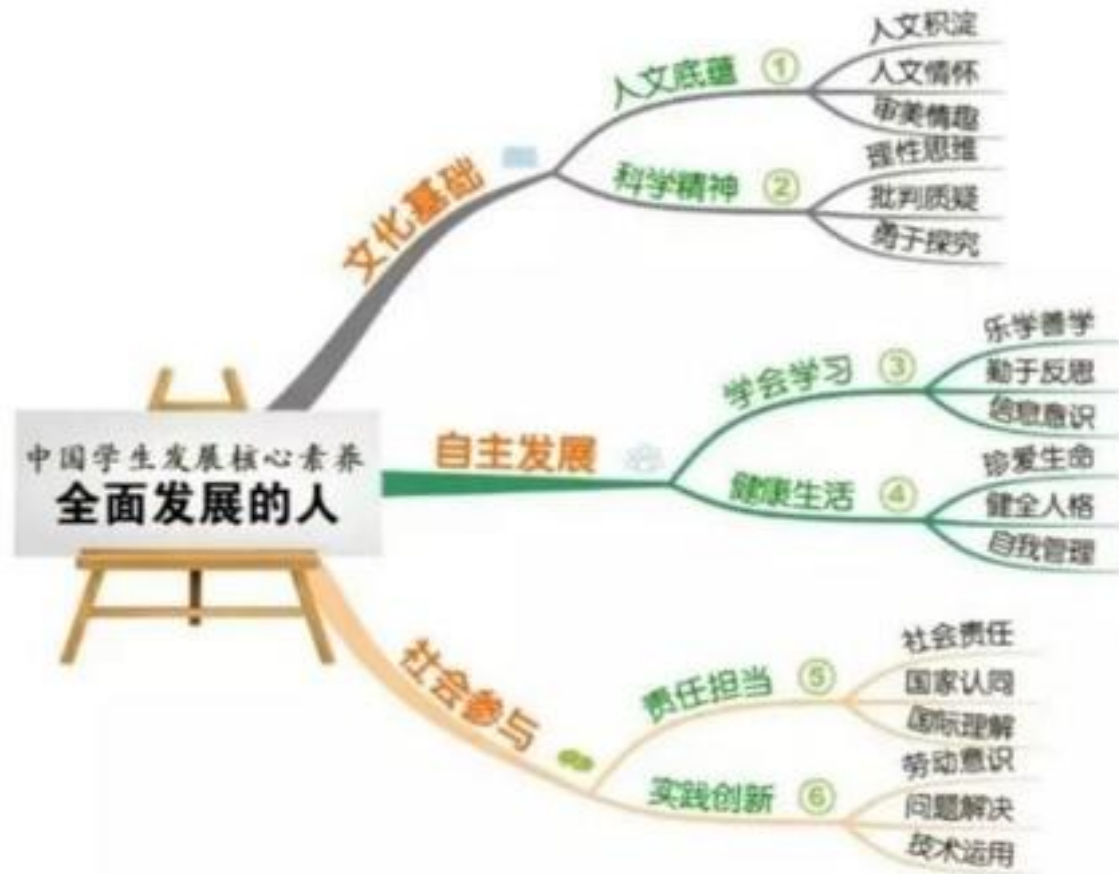 中国学生发展核心素养
全面发展的人
文化基础
人文底蕴 ①
人文积淀
人文情怀
审美情趣
科学精神 ②
理性思维
批判质疑
勇于探究
自主发展
学会学习 ③
乐学善学
勤于反思
信息意识
健康生活 ④
珍爱生命
健全人格
自我管理
社会参与
责任担当 ⑤
社会责任
国家认同
国际理解
实践创新 ⑥
劳动意识
问题解决
技术运用